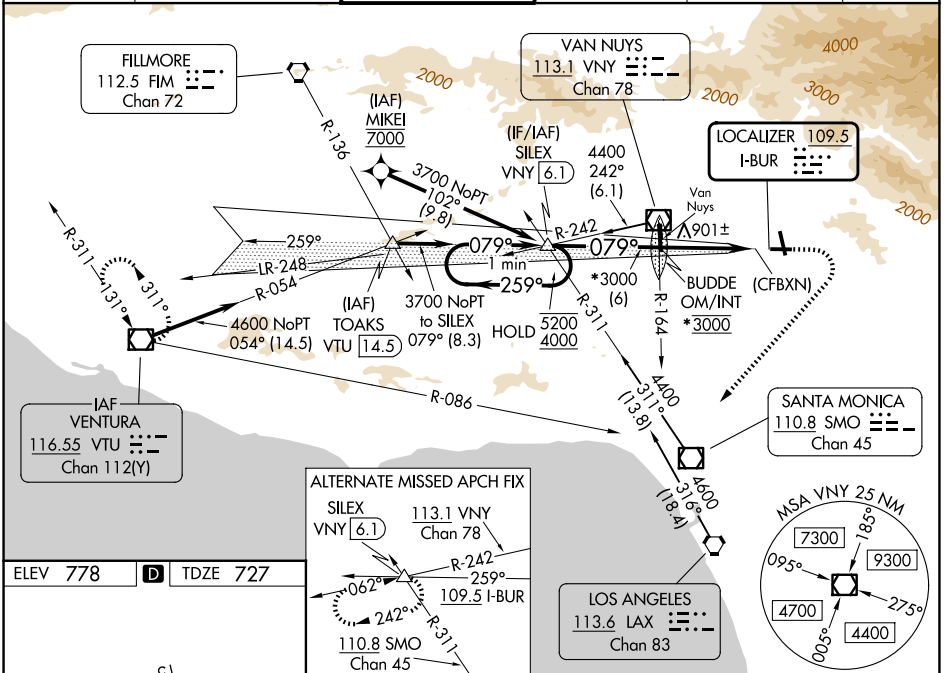 FILLMORE
112.5 FIM
Chan 72
VAN NUYS
113.1 VNY
Chan 78
LOCALIZER 109.5
I-BUR
2000
4000
3000
2000
2000
(IAF)
MIKEI
7000
(IF/IAF)
SILEX
VNY 6.1
4400
242°
(6.1)
R-136
3700 NoPT
102°
(9.8)
R-242
Van
Nuys
901±
259°
079°
079°
1 min
259°
LR-248
R-054
R-311
131°
311°
*3000
(6)
BUDDE
OM/INT
*3000
(CFBXN)
(IAF)
TOAKS
VTU 14.5
3700 NoPT
to SILEX
079° (8.3)
HOLD
5200
4000
4600 NoPT
054° (14.5)
R-311
R-164
R-086
4400
311°
(13.8)
IAF
VENTURA
116.55 VTU
Chan 112(Y)
SANTA MONICA
110.8 SMO
Chan 45
4600
316°
(18.4)
ALTERNATE MISSED APCH FIX
SILEX
VNY 6.1
113.1 VNY
Chan 78
R-242
259°
109.5 I-BUR
062°
242°
R-311
110.8 SMO
Chan 45
LOS ANGELES
113.6 LAX
Chan 83
MSA VNY 25 NM
7300
185°
095°
9300
4700
275°
4400
005°
ELEV 778
D
TDZE 727